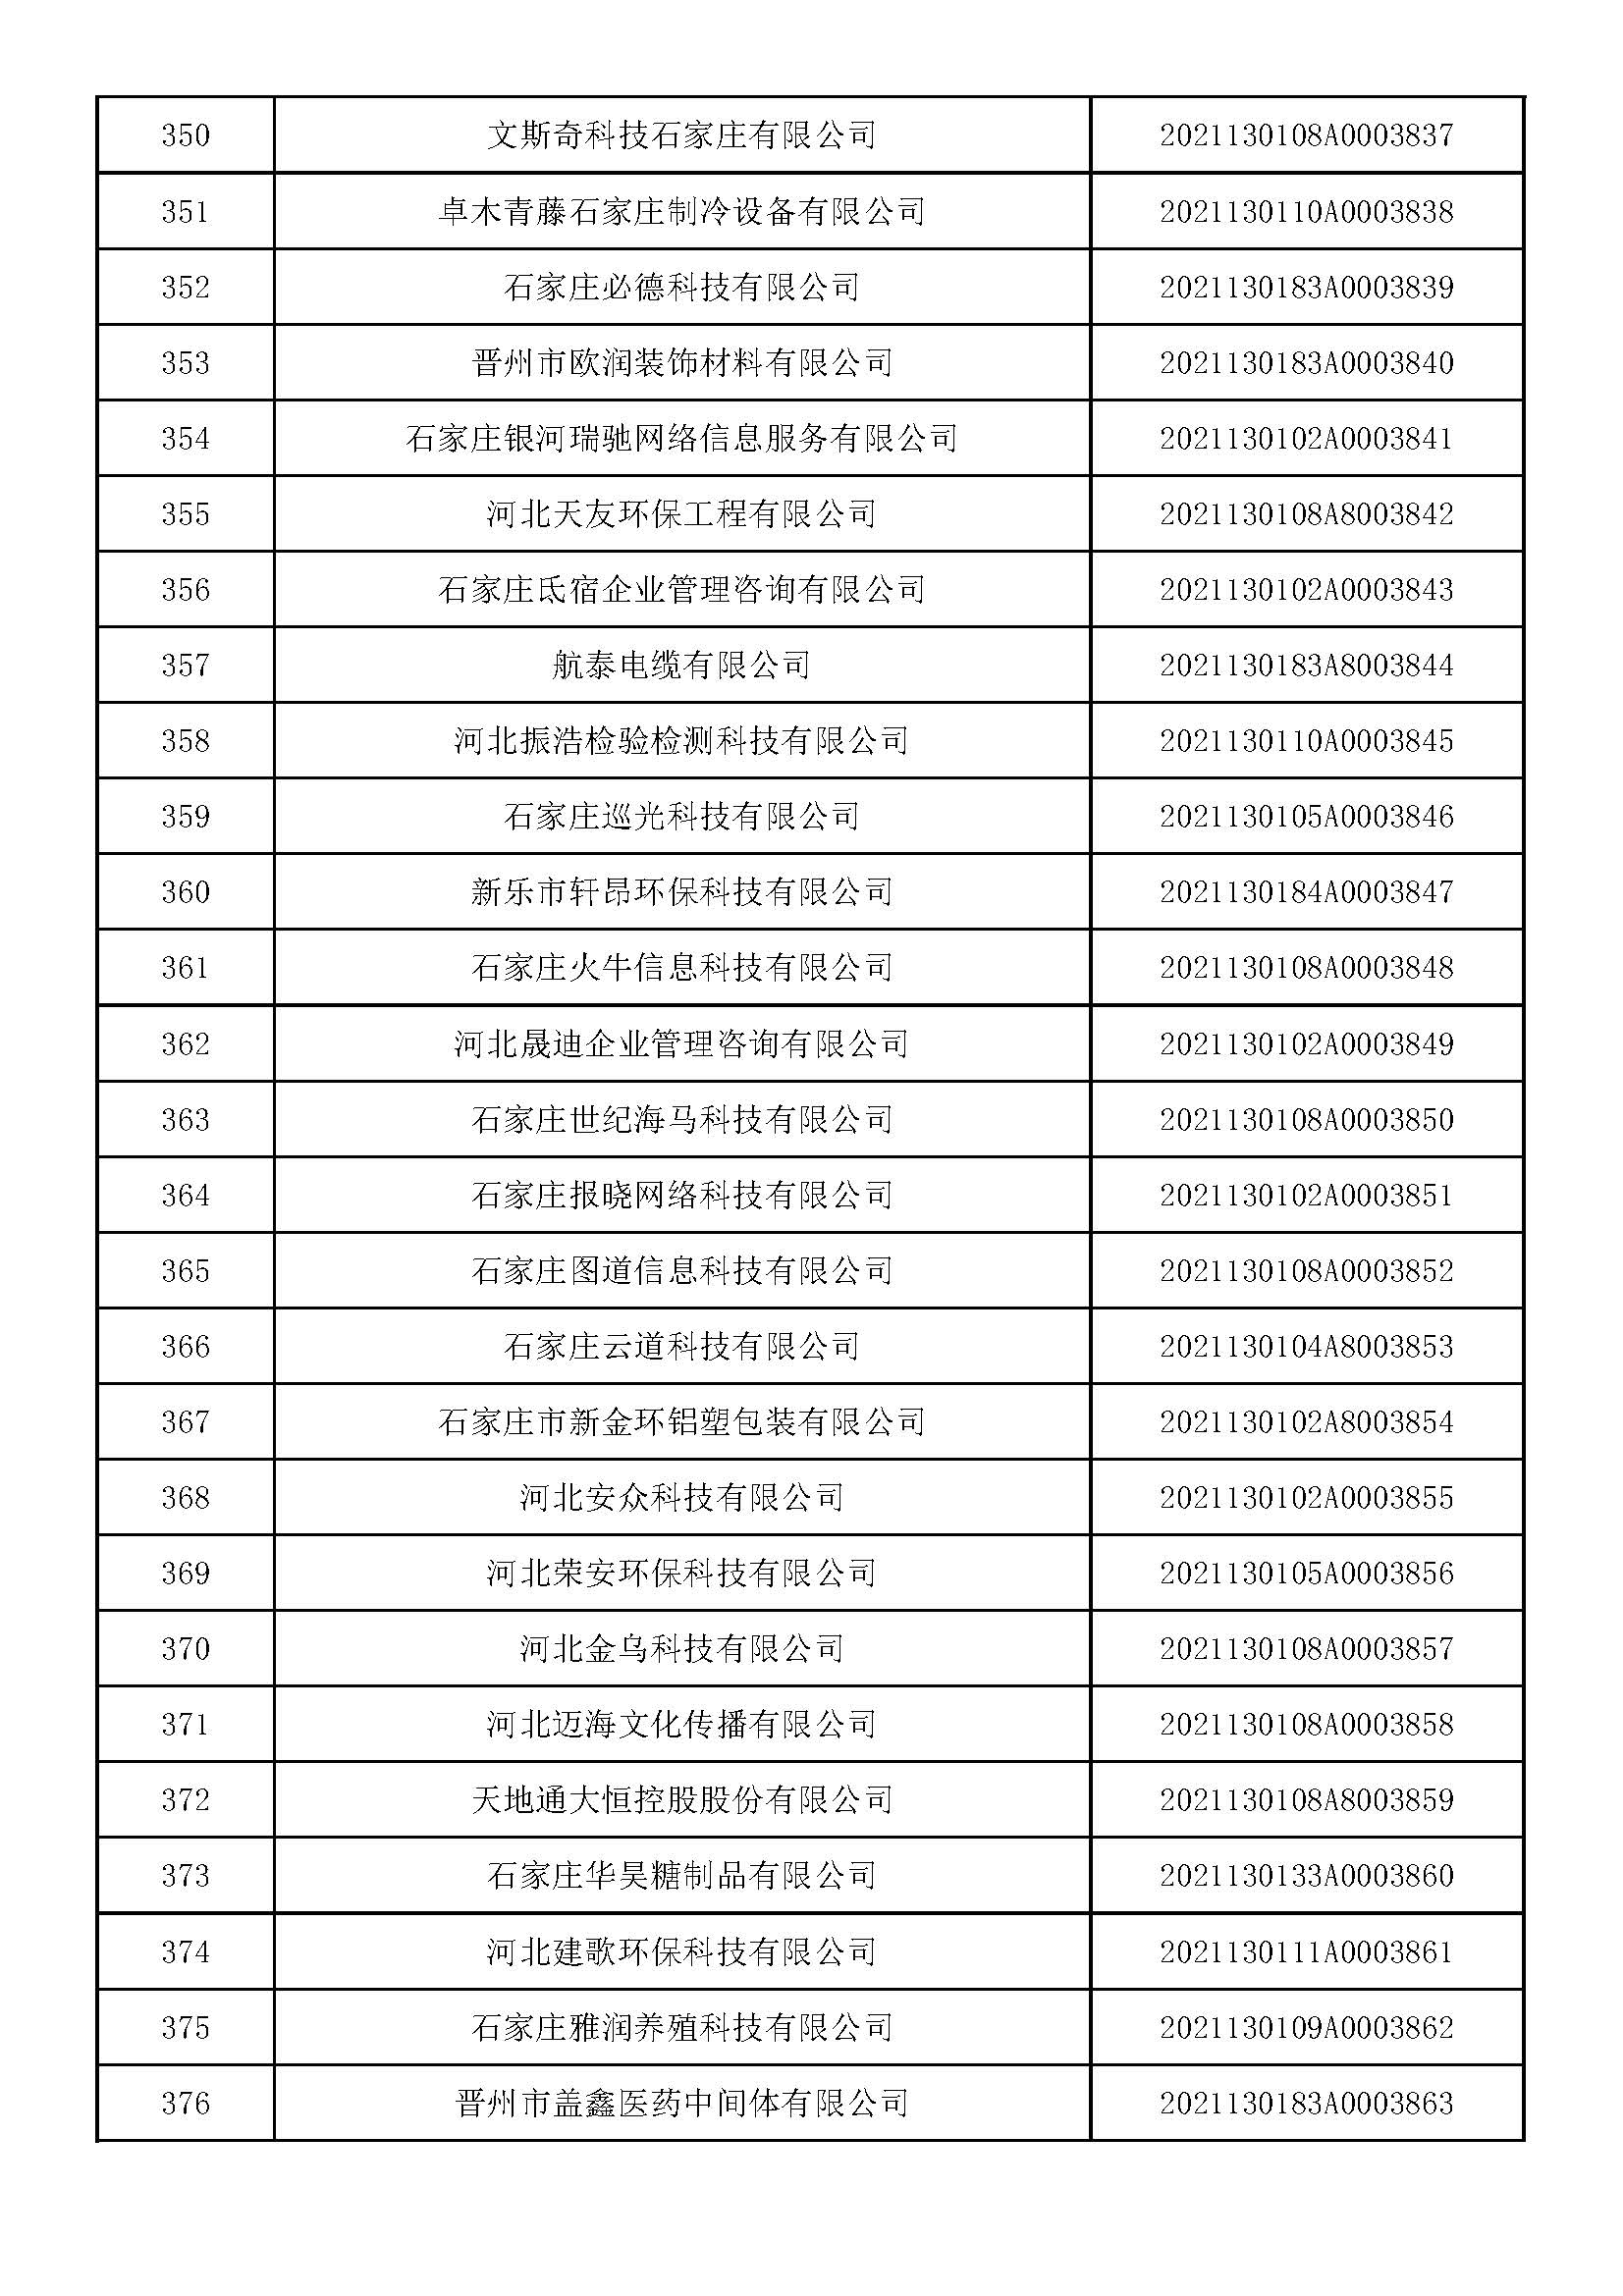 350 文斯奇科技石家庄有限公司 2021130108A0003837
351 卓木青藤石家庄制冷设备有限公司 2021130110A0003838
352 石家庄必德科技有限公司 2021130183A0003839
353 晋州市欧润装饰材料有限公司 2021130183A0003840
354 石家庄银河瑞驰网络信息服务有限公司 2021130102A0003841
355 河北天友环保工程有限公司 2021130108A8003842
356 石家庄氐宿企业管理咨询有限公司 2021130102A0003843
357 航泰电缆有限公司 2021130183A8003844
358 河北振浩检验检测科技有限公司 2021130110A0003845
359 石家庄巡光科技有限公司 2021130105A0003846
360 新乐市轩昂环保科技有限公司 2021130184A0003847
361 石家庄火牛信息科技有限公司 2021130108A0003848
362 河北晟迪企业管理咨询有限公司 2021130102A0003849
363 石家庄世纪海马科技有限公司 2021130108A0003850
364 石家庄报晓网络科技有限公司 2021130102A0003851
365 石家庄图道信息科技有限公司 2021130108A0003852
366 石家庄云道科技有限公司 2021130104A8003853
367 石家庄市新金环铝塑包装有限公司 2021130102A8003854
368 河北安众科技有限公司 2021130102A0003855
369 河北荣安环保科技有限公司 2021130105A0003856
370 河北金乌科技有限公司 2021130108A0003857
371 河北迈海文化传播有限公司 2021130108A0003858
372 天地通大恒控股股份有限公司 2021130108A8003859
373 石家庄华昊糖制品有限公司 2021130133A0003860
374 河北建歌环保科技有限公司 2021130111A0003861
375 石家庄雅润养殖科技有限公司 2021130109A0003862
376 晋州市盖鑫医药中间体有限公司 2021130183A0003863